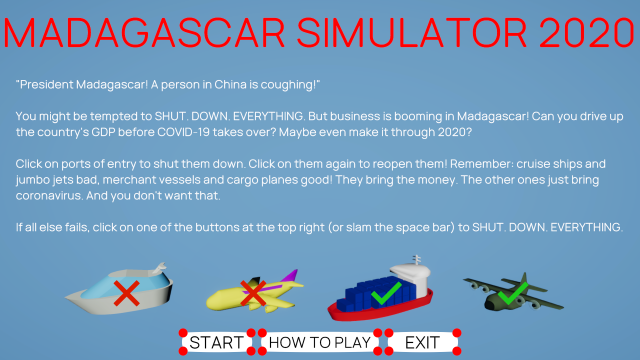 MADAGASCAR SIMULATOR 2020
"President Madagascar! A person in China is coughing!"
You might be tempted to SHUT. DOWN. EVERYTHING. But business is booming in Madagascar! Can you drive up
the country's GDP before COVID-19 takes over? Maybe even make it through 2020?
Click on ports of entry to shut them down. Click on them again to reopen them! Remember: cruise ships and
jumbo jets bad, merchant vessels and cargo planes good! They bring the money. The other ones just bring
coronavirus. And you don't want that.
If all else fails, click on one of the buttons at the top right (or slam the space bar) to SHUT. DOWN. EVERYTHING.
START HOW TO PLAY EXIT